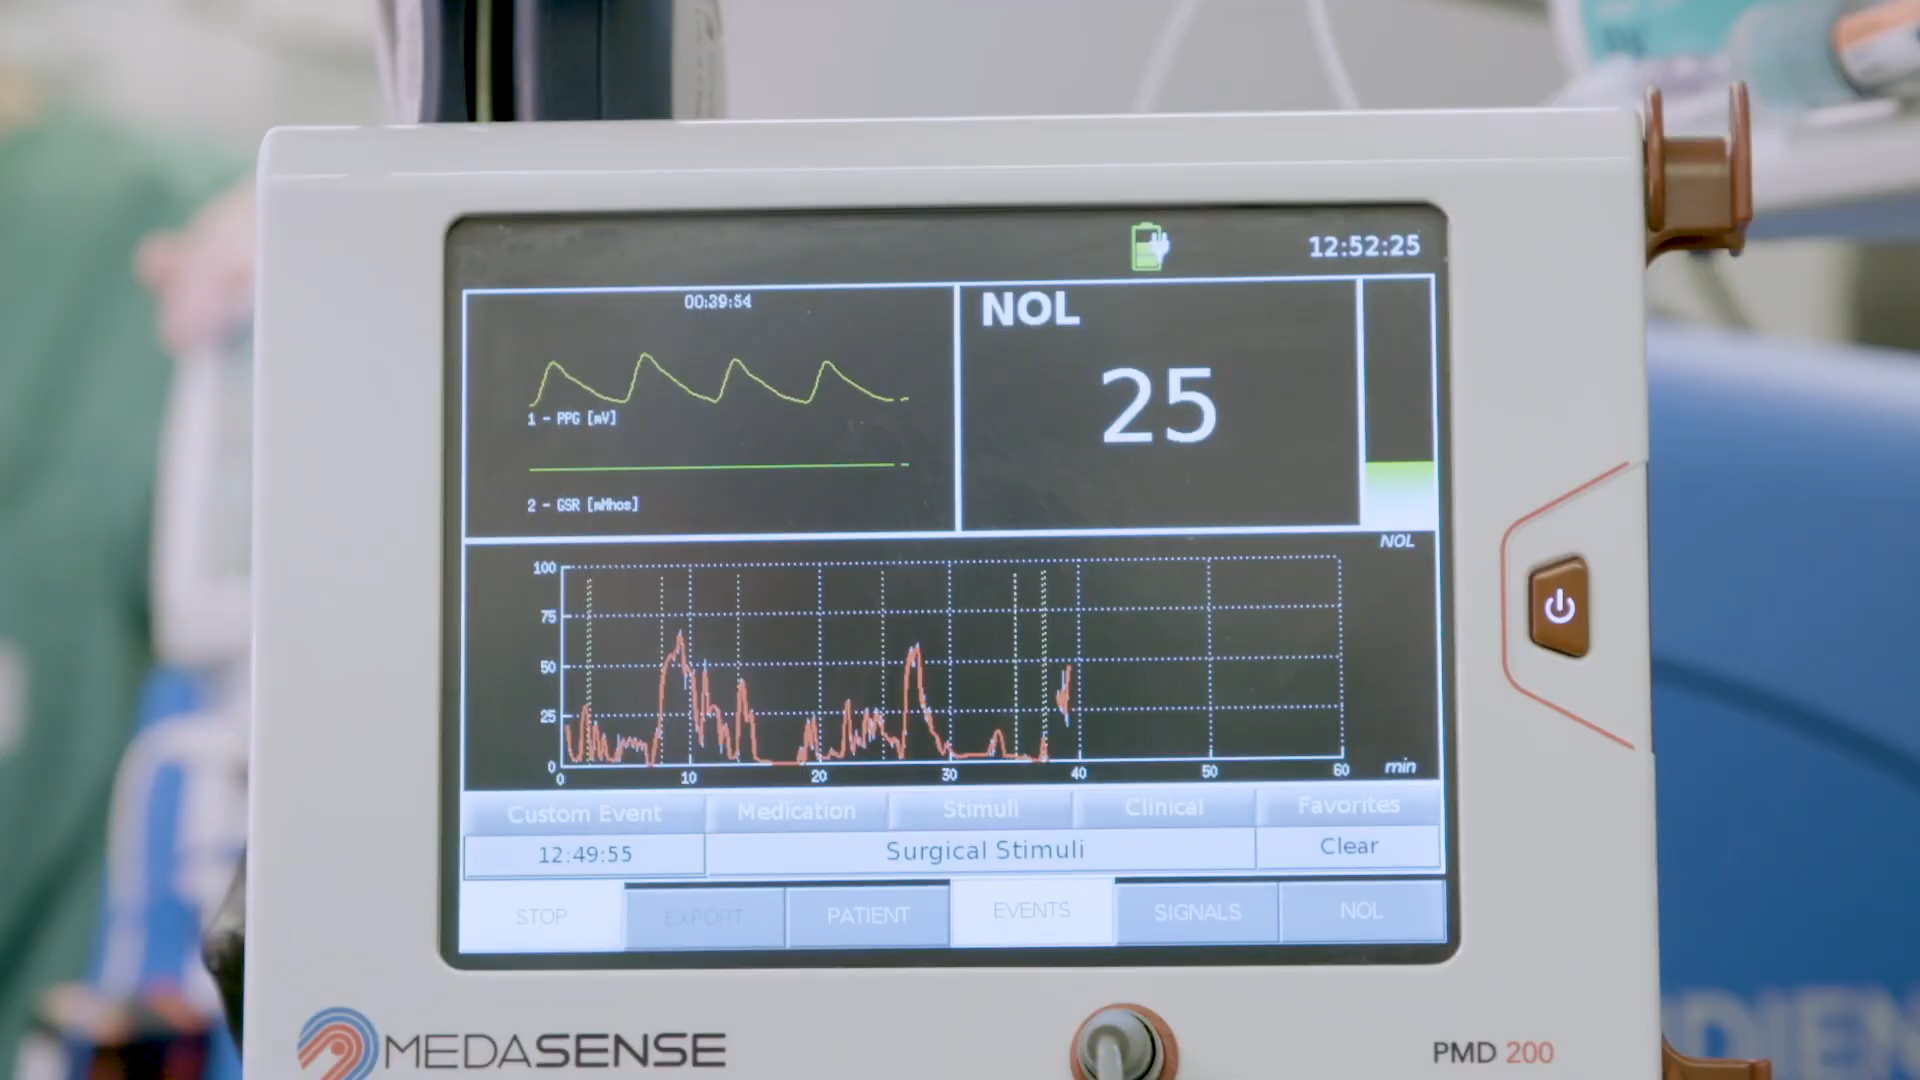 12:52:25
00:39:54
NOL
25
1 - PPG [mV]
2 - GSR [mMhos]
NOL
100
75
50
25
0
0 10 20 30 40 50 60 min
Custom Event Medication Stimuli Clinical Favorites
12:49:55 Surgical Stimuli Clear
STOP EXPORT PATIENT EVENTS SIGNALS NOL
MEDASENSE
PMD 200